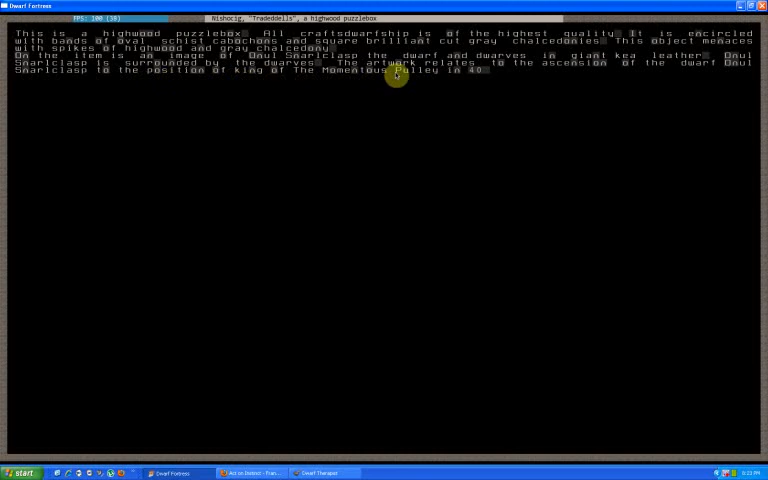 Dwarf Fortress
FPS: 100 (39)
Nishocig, "Tradeddells", a highwood puzzlebox
This is a highwood puzzlebox. All craftsdwarfship is of the highest quality. It is encircled
with bands of oval schist cabochons and square brilliant cut gray chalcedonies. This object menaces
with spikes of highwood and gray chalcedony.
On the item is an image of Onul Snarlclasp the dwarf and dwarves in giant kea leather. Onul
Snarlclasp is surrounded by the dwarves. The artwork relates to the ascension of the dwarf Onul
Snarlclasp to the position of king of The Momentous Pulley in 40.
start
Dwarf Fortress
Act on Instinct - Fran...
Dwarf Therapist